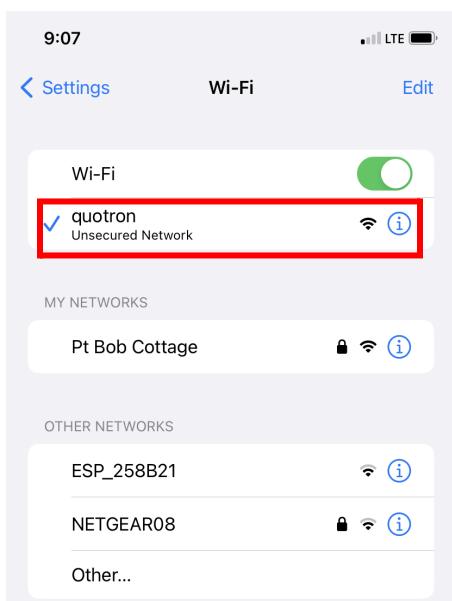 9:07 LTE
Settings Wi-Fi Edit
Wi-Fi
quotron
Unsecured Network
MY NETWORKS
Pt Bob Cottage
OTHER NETWORKS
ESP_258B21
NETGEAR08
Other...